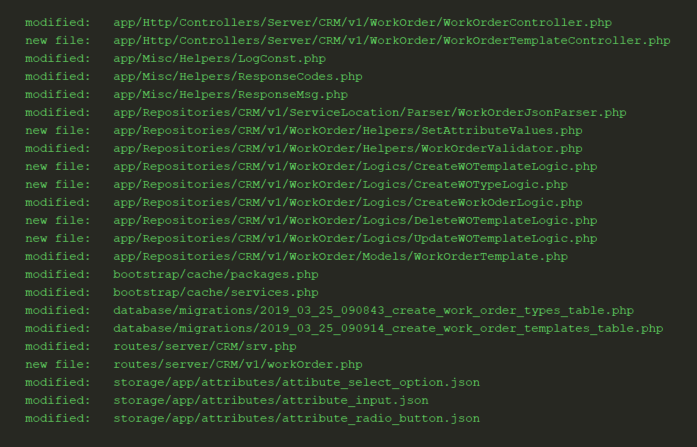 modified:   app/Http/Controllers/Server/CRM/v1/WorkOrder/WorkOrderController.php
new file:   app/Http/Controllers/Server/CRM/v1/WorkOrder/WorkOrderTemplateController.php
modified:   app/Misc/Helpers/LogConst.php
modified:   app/Misc/Helpers/ResponseCodes.php
modified:   app/Misc/Helpers/ResponseMsg.php
modified:   app/Repositories/CRM/v1/ServiceLocation/Parser/WorkOrderJsonParser.php
new file:   app/Repositories/CRM/v1/WorkOrder/Helpers/SetAttributeValues.php
modified:   app/Repositories/CRM/v1/WorkOrder/Helpers/WorkOrderValidator.php
new file:   app/Repositories/CRM/v1/WorkOrder/Logics/CreateWOTemplateLogic.php
new file:   app/Repositories/CRM/v1/WorkOrder/Logics/CreateWOTypeLogic.php
modified:   app/Repositories/CRM/v1/WorkOrder/Logics/CreateWorkOderLogic.php
new file:   app/Repositories/CRM/v1/WorkOrder/Logics/DeleteWOTemplateLogic.php
new file:   app/Repositories/CRM/v1/WorkOrder/Logics/UpdateWOTemplateLogic.php
modified:   app/Repositories/CRM/v1/WorkOrder/Models/WorkOrderTemplate.php
modified:   bootstrap/cache/packages.php
modified:   bootstrap/cache/services.php
modified:   database/migrations/2019_03_25_090843_create_work_order_types_table.php
modified:   database/migrations/2019_03_25_090914_create_work_order_templates_table.php
modified:   routes/server/CRM/srv.php
new file:   routes/server/CRM/v1/workOrder.php
modified:   storage/app/attributes/attibute_select_option.json
modified:   storage/app/attributes/attribute_input.json
modified:   storage/app/attributes/attribute_radio_button.json